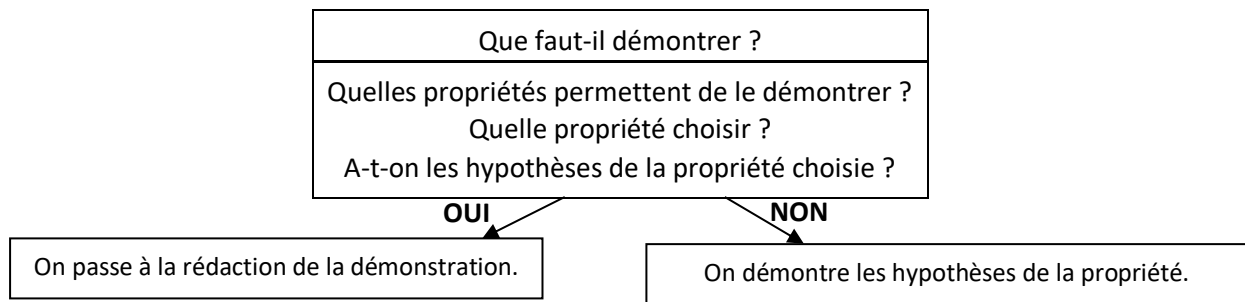 Que faut-il démontrer ?
Quelles propriétés permettent de le démontrer ?
Quelle propriété choisir ?
A-t-on les hypothèses de la propriété choisie ?
OUI
NON
On passe à la rédaction de la démonstration.
On démontre les hypothèses de la propriété.